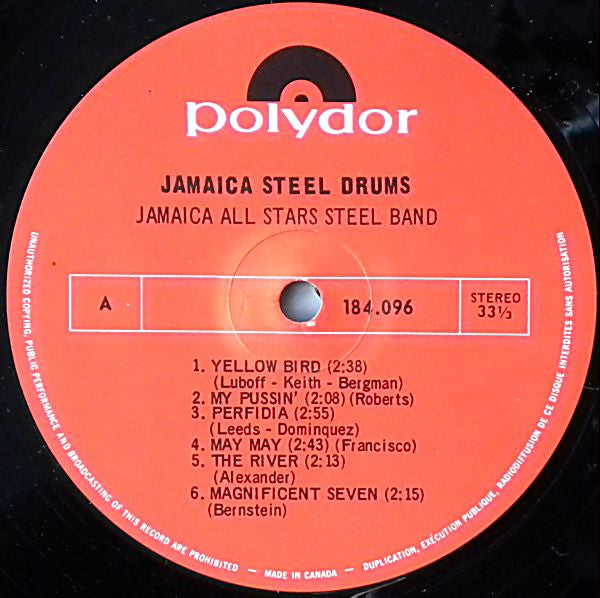 polydor
JAMAICA STEEL DRUMS
JAMAICA ALL STARS STEEL BAND
A
184.096
STEREO
33⅓
1. YELLOW BIRD (2:38)
(Luboff - Keith - Bergman)
2. MY PUSSIN' (2:08) (Roberts)
3. PERFIDIA (2:55)
(Leeds - Dominquez)
4. MAY MAY (2:43) (Francisco)
5. THE RIVER (2:13)
(Alexander)
6. MAGNIFICENT SEVEN (2:15)
(Bernstein)
UNAUTHORIZED COPYING, PUBLIC PERFORMANCE AND BROADCASTING OF THIS RECORD ARE PROHIBITED — MADE IN CANADA — DUPLICATION, EXÉCUTION PUBLIQUE, RADIODIFFUSION DE CE DISQUE INTERDITES SANS AUTORISATION